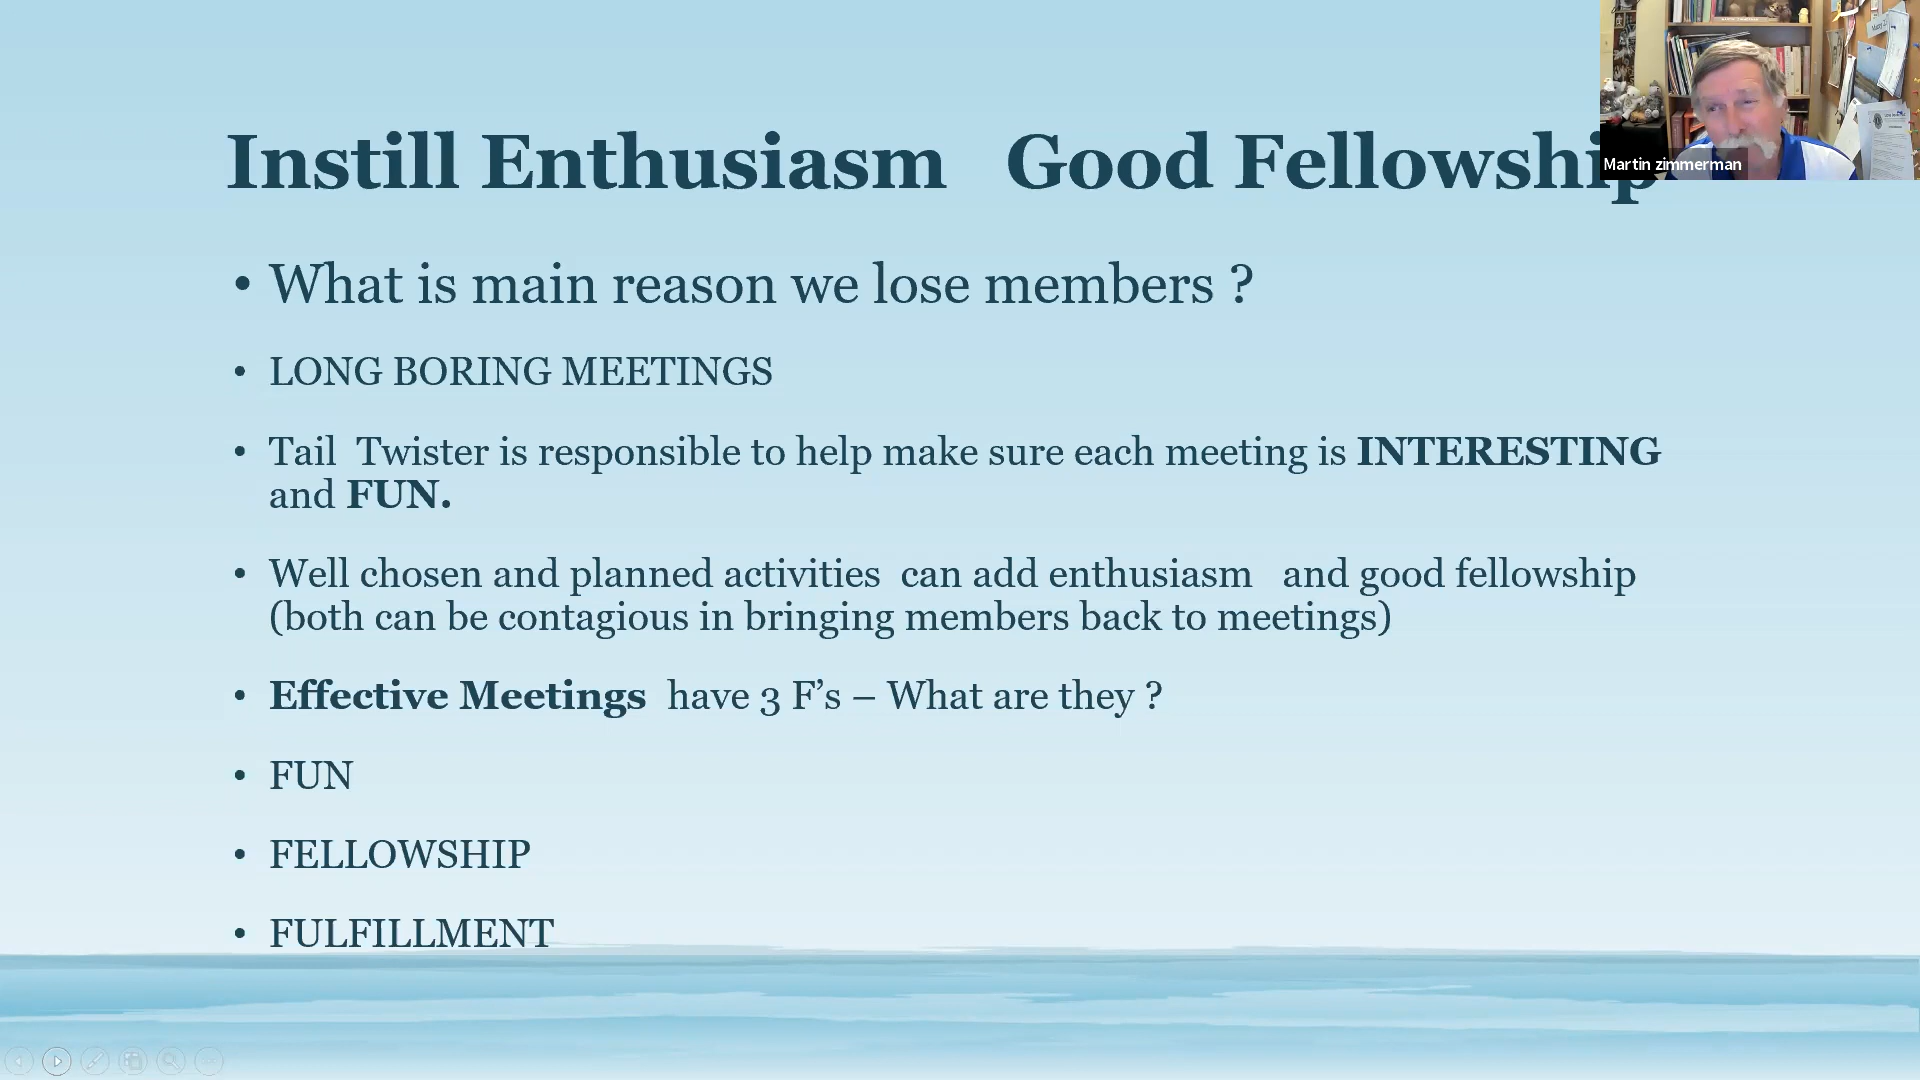 Instill Enthusiasm   Good Fellowship
Martin zimmerman
• What is main reason we lose members ?
• LONG BORING MEETINGS
• Tail  Twister is responsible to help make sure each meeting is INTERESTING
and FUN.
• Well chosen and planned activities  can add enthusiasm   and good fellowship
(both can be contagious in bringing members back to meetings)
• Effective Meetings  have 3 F’s – What are they ?
• FUN
• FELLOWSHIP
• FULFILLMENT